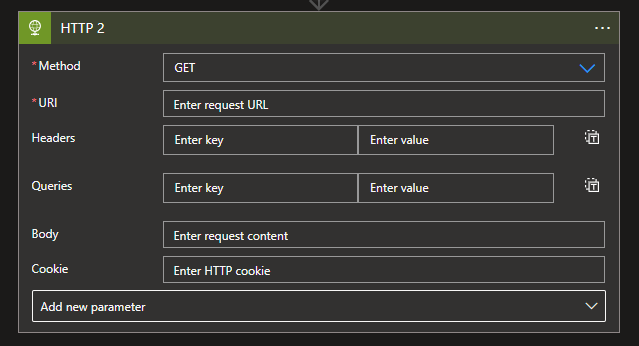 HTTP 2
*Method
GET
*URI
Enter request URL
Headers
Enter key
Enter value
Queries
Enter key
Enter value
Body
Enter request content
Cookie
Enter HTTP cookie
Add new parameter